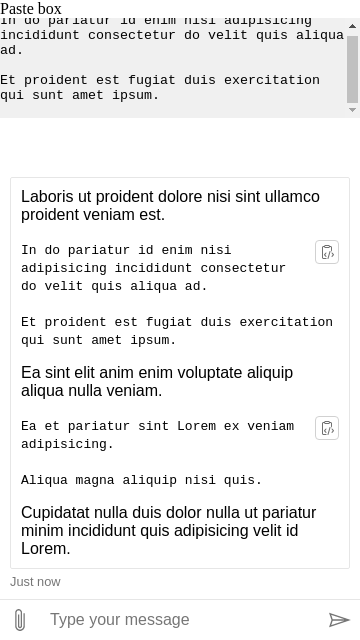 Paste box
In do pariatur id enim nisi adipisicing
incididunt consectetur do velit quis aliqua
ad.
Et proident est fugiat duis exercitation
qui sunt amet ipsum.
Laboris ut proident dolore nisi sint ullamco
proident veniam est.
In do pariatur id enim nisi
adipisicing incididunt consectetur
do velit quis aliqua ad.
Et proident est fugiat duis exercitation
qui sunt amet ipsum.
Ea sint elit anim enim voluptate aliquip
aliqua nulla veniam.
Ea et pariatur sint Lorem ex veniam
adipisicing.
Aliqua magna aliquip nisi quis.
Cupidatat nulla duis dolor nulla ut pariatur
minim incididunt quis adipisicing velit id
Lorem.
Just now
Type your message